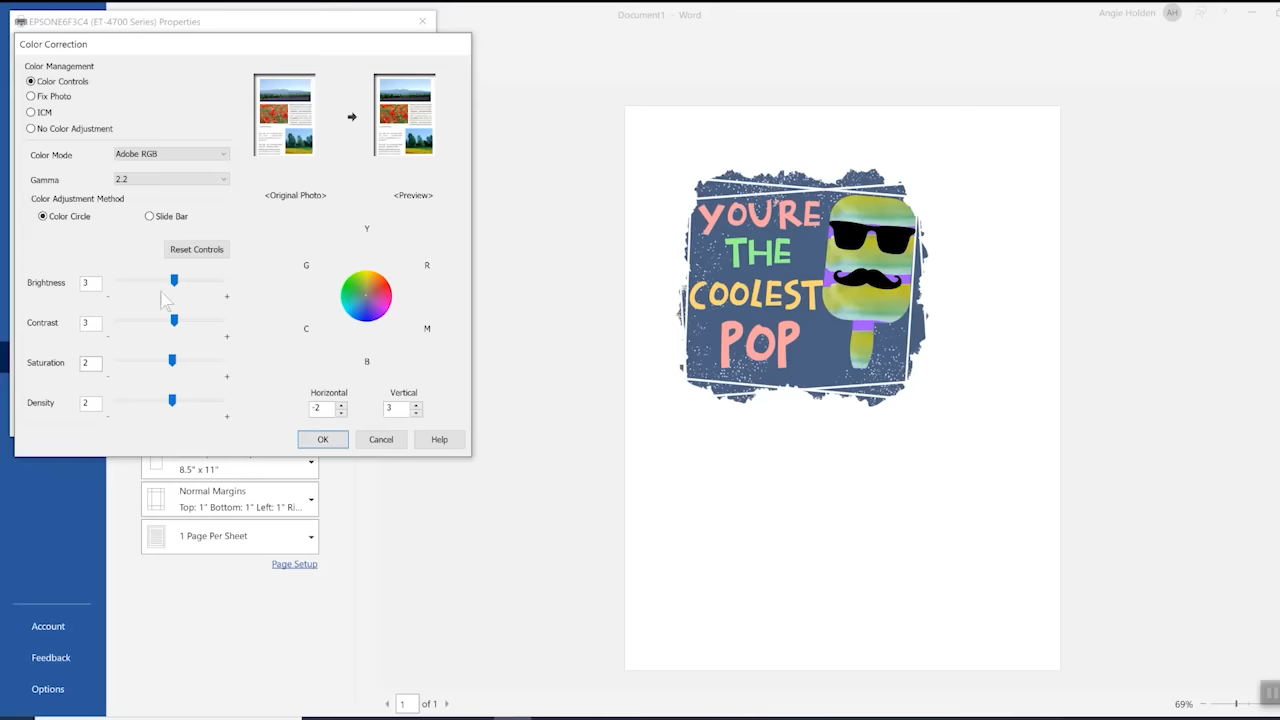 EPSONE6F3C4 (ET-4700 Series) Properties
Document1 - Word
Angie Holden
AH
?
Color Correction
Color Management
Color Controls
Fix Photo
ICM
No Color Adjustment
Color Mode
Adobe RGB
Gamma
2.2
Color Adjustment Method
Color Circle
Slide Bar
Reset Controls
Brightness
3
- +
Contrast
3
- +
Saturation
2
- +
Density
2
- +
<Original Photo>
<Preview>
Y
G
R
C
M
B
Horizontal
Vertical
-2
3
OK
Cancel
Help
8.5" x 11"
Normal Margins
Top: 1" Bottom: 1" Left: 1" Ri...
1 Page Per Sheet
Page Setup
Account
Feedback
Options
YOU'RE
THE
COOLEST
POP
1 of 1
69%